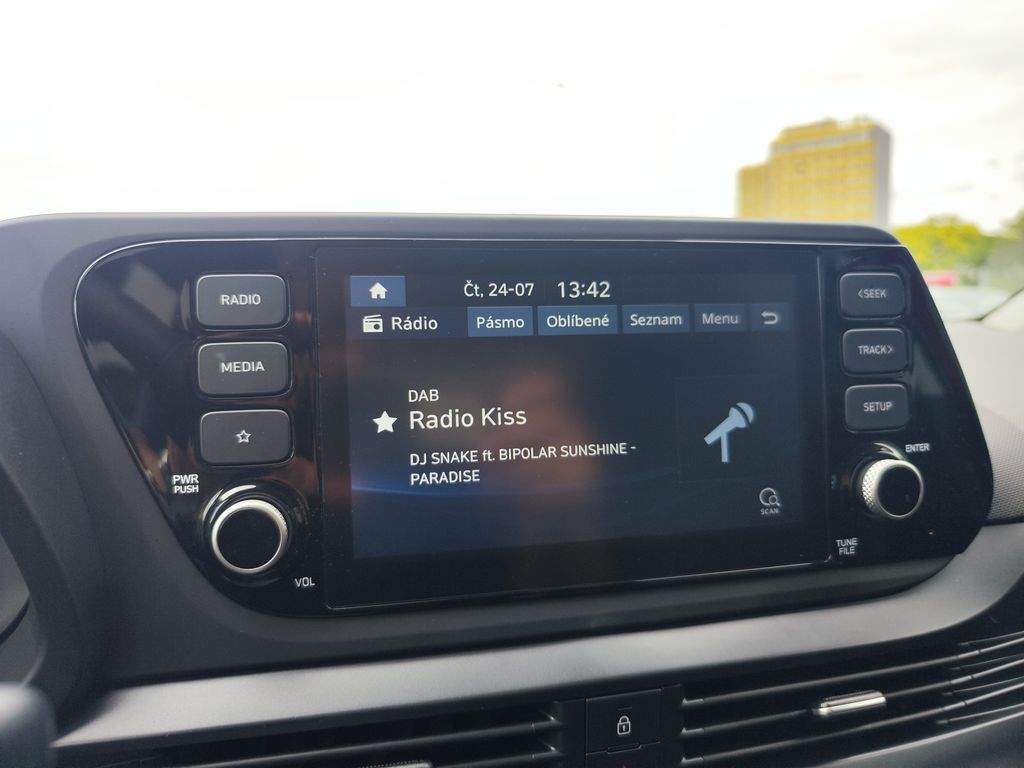 Čt, 24-07 13:42
Rádio Pásmo Oblíbené Seznam Menu
DAB
Radio Kiss
DJ SNAKE ft. BIPOLAR SUNSHINE -
PARADISE
SCAN
RADIO
MEDIA
PWR
PUSH
VOL
<SEEK
TRACK>
SETUP
ENTER
TUNE
FILE